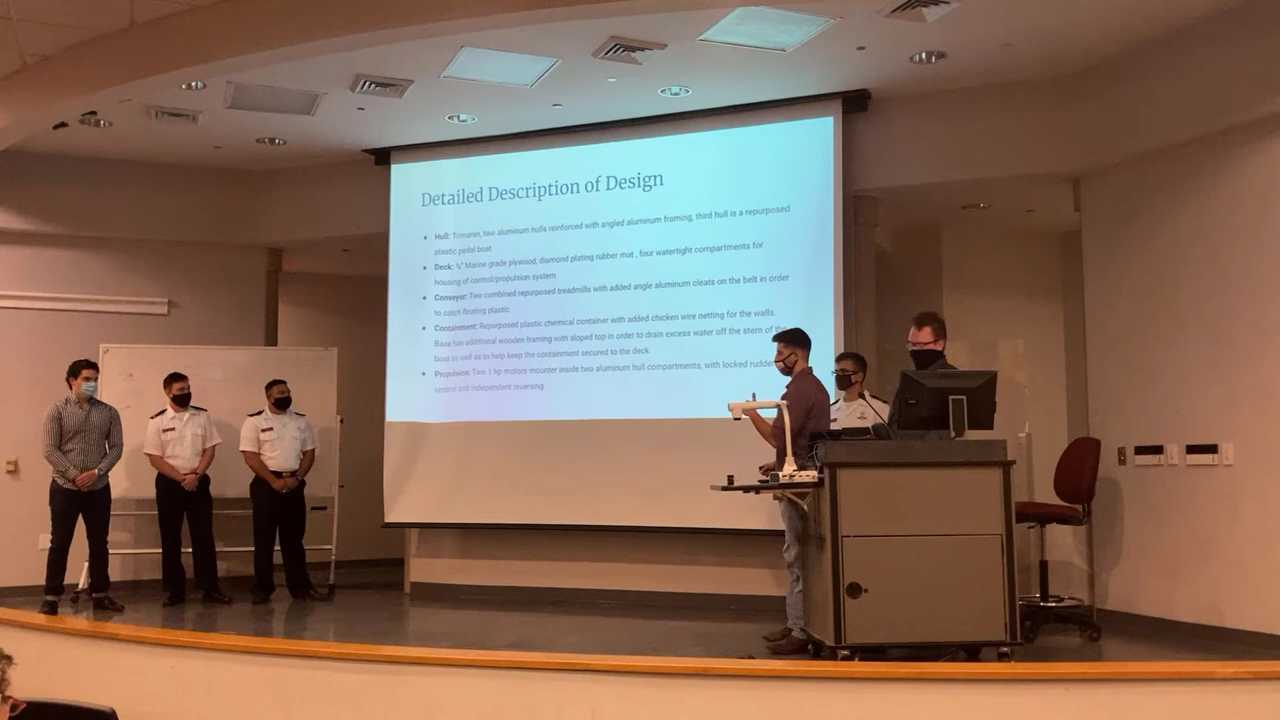 Detailed Description of Design
Hull: Trimaran, two aluminum hulls reinforced with angled aluminum framing, third hull is a repurposed
plastic pedal boat
Deck: ¾" Marine grade plywood, diamond plating rubber mat , four watertight compartments for
housing of control/propulsion system
Conveyor: Two combined repurposed treadmills with added angle aluminum cleats on the belt in order
to catch floating plastic
Containment: Repurposed plastic chemical container with added chicken wire netting for the walls.
Base has additional wooden framing with sloped top in order to drain excess water off the stern of the
boat as well as to help keep the containment secured to the deck
Propulsion: Two 1 hp motors mounter inside two aluminum hull compartments, with locked rudder
control and independent reversing